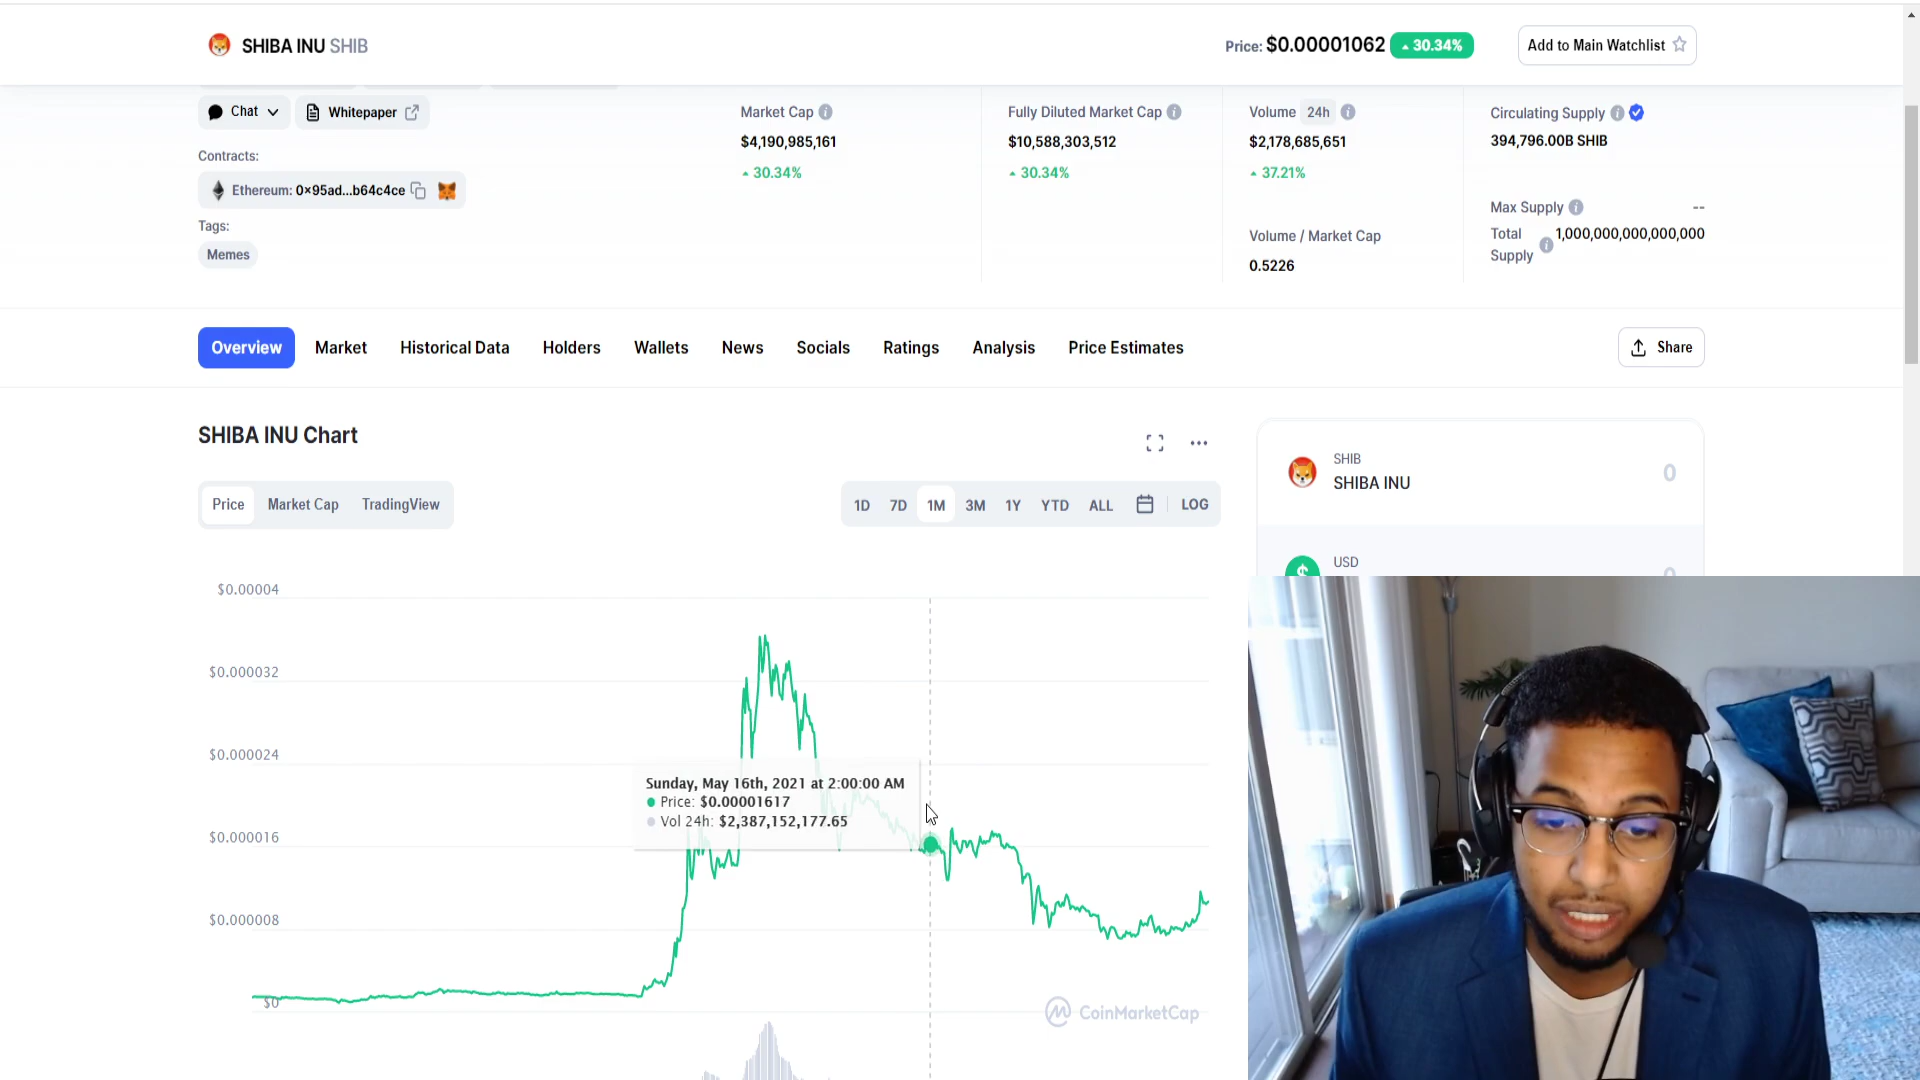 SHIBA INU SHIB
Price: $0.00001062 30.34%
Add to Main Watchlist
Chat
Whitepaper
Contracts:
Ethereum: 0×95ad...b64c4ce
Tags:
Memes
Market Cap
$4,190,985,161
30.34%
Fully Diluted Market Cap
$10,588,303,512
30.34%
Volume 24h
$2,178,685,651
37.21%
Volume / Market Cap
0.5226
Circulating Supply
394,796.00B SHIB
Max Supply --
Total Supply 1,000,000,000,000,000
Overview Market Historical Data Holders Wallets News Socials Ratings Analysis Price Estimates
Share
SHIBA INU Chart
Price Market Cap TradingView
1D 7D 1M 3M 1Y YTD ALL LOG
$0.00004
$0.000032
$0.000024
$0.000016
$0.000008
$0
Sunday, May 16th, 2021 at 2:00:00 AM
Price: $0.00001617
Vol 24h: $2,387,152,177.65
CoinMarketCap
SHIB
SHIBA INU
0
USD